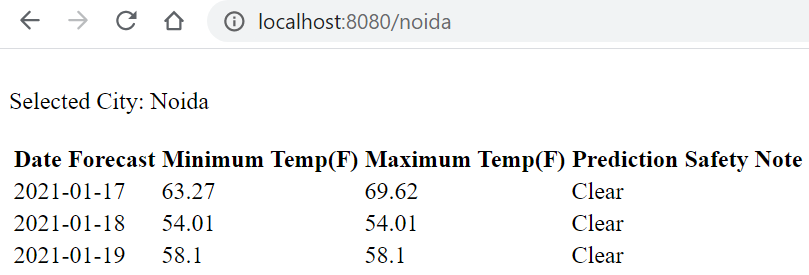 localhost:8080/noida
Selected City: Noida
Date Forecast Minimum Temp(F) Maximum Temp(F) Prediction Safety Note
2021-01-17 63.27 69.62 Clear
2021-01-18 54.01 54.01 Clear
2021-01-19 58.1 58.1 Clear